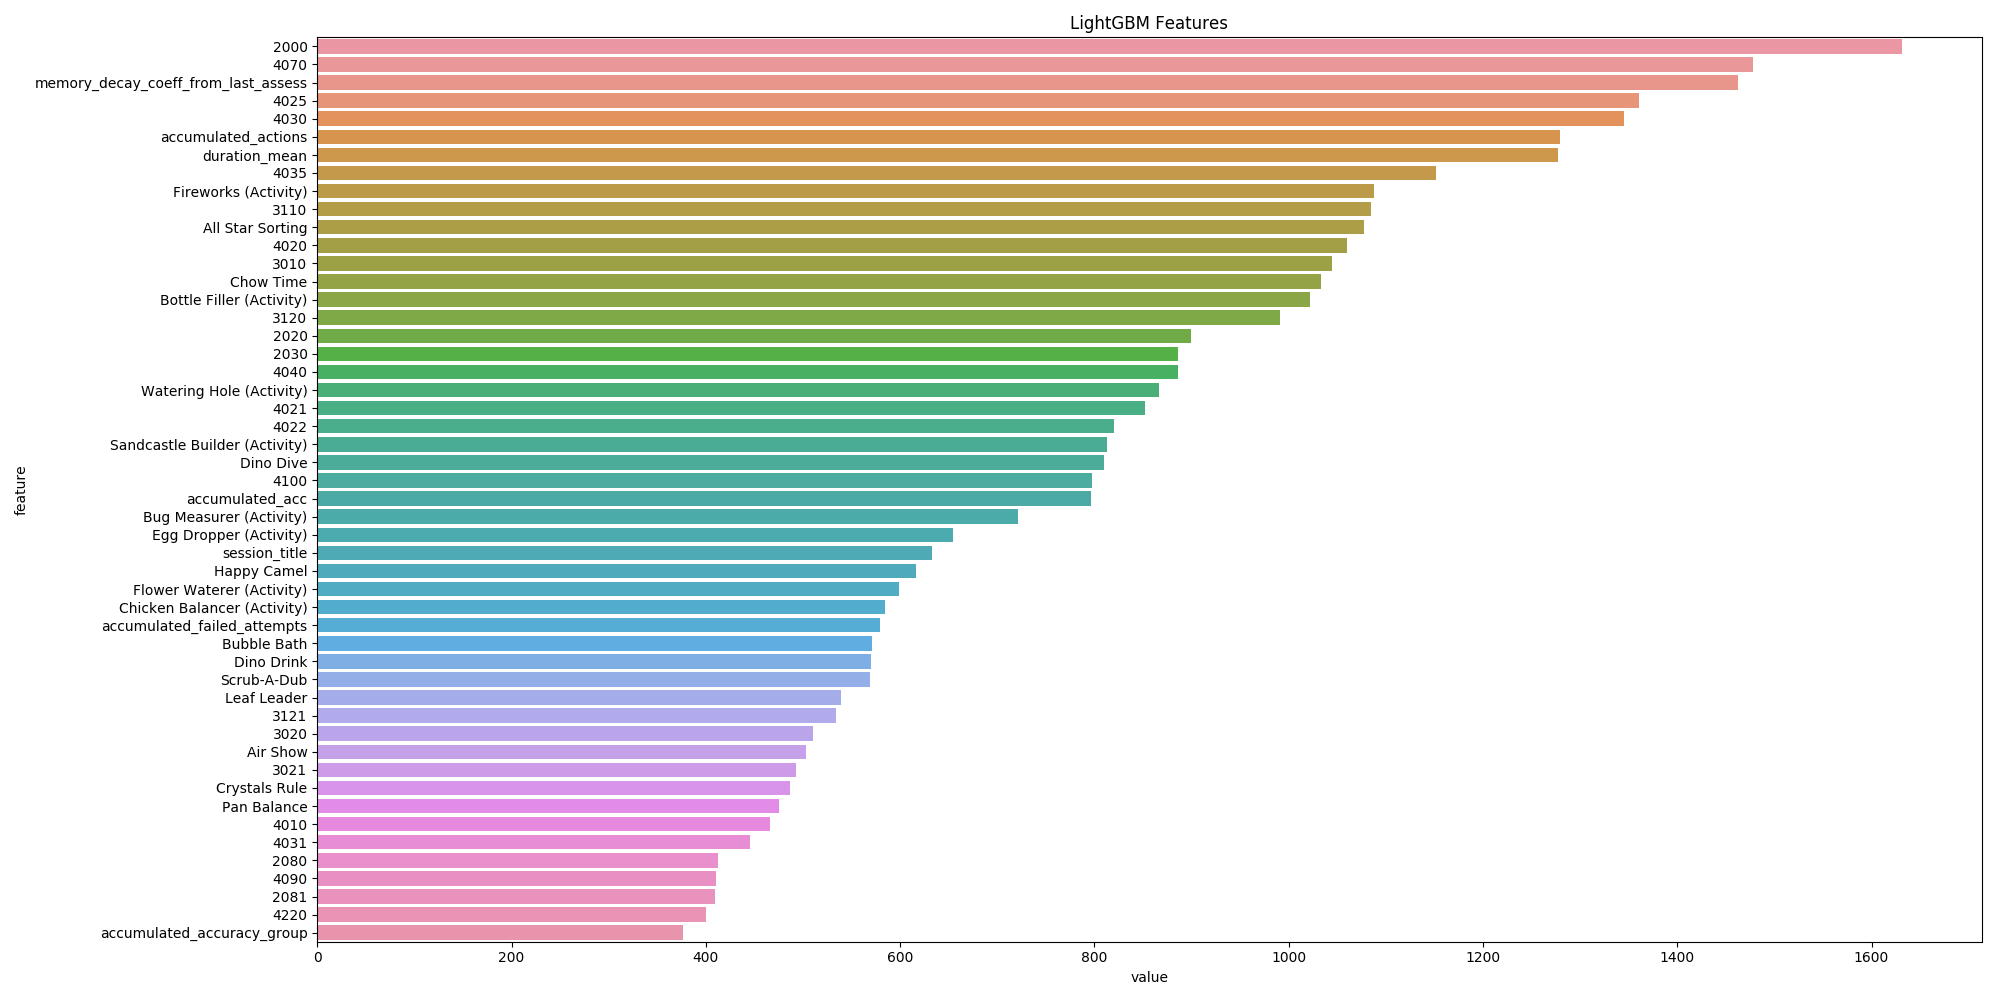 LightGBM Features
2000
4070
memory_decay_coeff_from_last_assess
4025
4030
accumulated_actions
duration_mean
4035
Fireworks (Activity)
3110
All Star Sorting
4020
3010
Chow Time
Bottle Filler (Activity)
3120
2020
2030
4040
Watering Hole (Activity)
4021
4022
Sandcastle Builder (Activity)
Dino Dive
4100
accumulated_acc
Bug Measurer (Activity)
Egg Dropper (Activity)
session_title
Happy Camel
Flower Waterer (Activity)
Chicken Balancer (Activity)
accumulated_failed_attempts
Bubble Bath
Dino Drink
Scrub-A-Dub
Leaf Leader
3121
3020
Air Show
3021
Crystals Rule
Pan Balance
4010
4031
2080
4090
2081
4220
accumulated_accuracy_group
feature
0 200 400 600 800 1000 1200 1400 1600
value